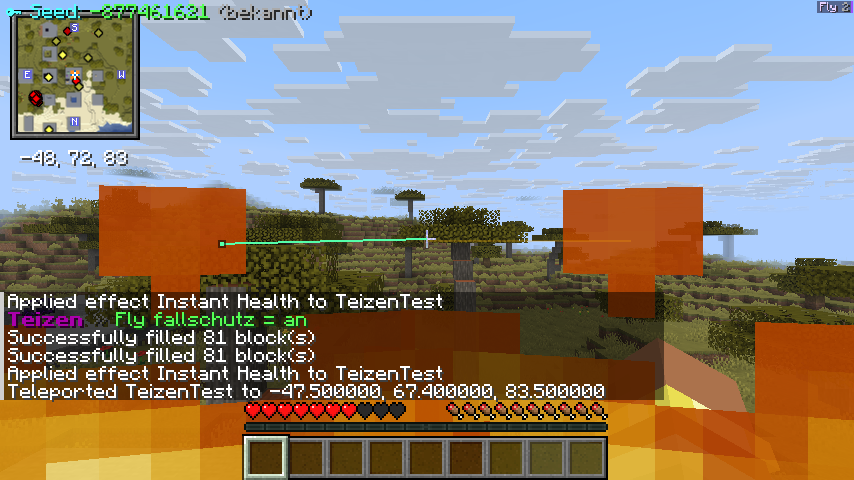 Seed: -877461621 (bekannt)
Fly 2
S
E
W
N
-48, 72, 83
Applied effect Instant Health to TeizenTest
Teizen Fly fallschutz = an
Successfully filled 81 block(s)
Successfully filled 81 block(s)
Applied effect Instant Health to TeizenTest
Teleported TeizenTest to -47.500000, 67.400000, 83.500000